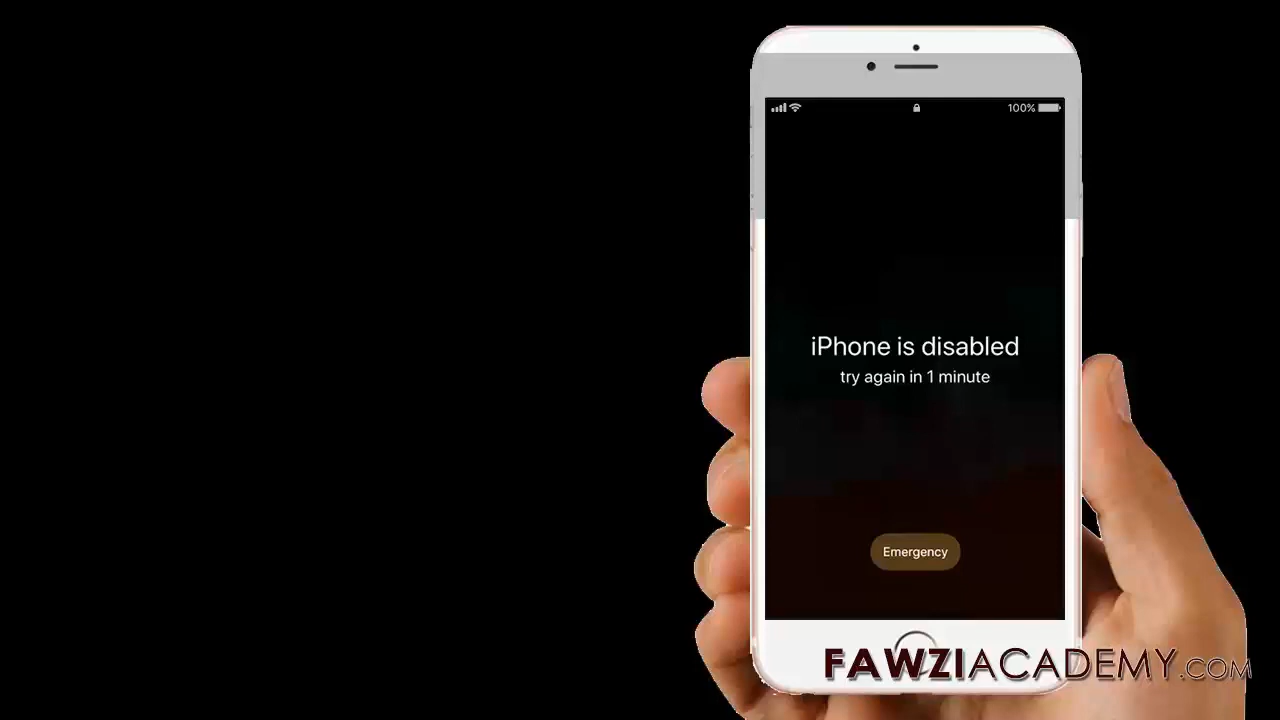 100%
iPhone is disabled
try again in 1 minute
Emergency
FAWZIACADEMY.COM